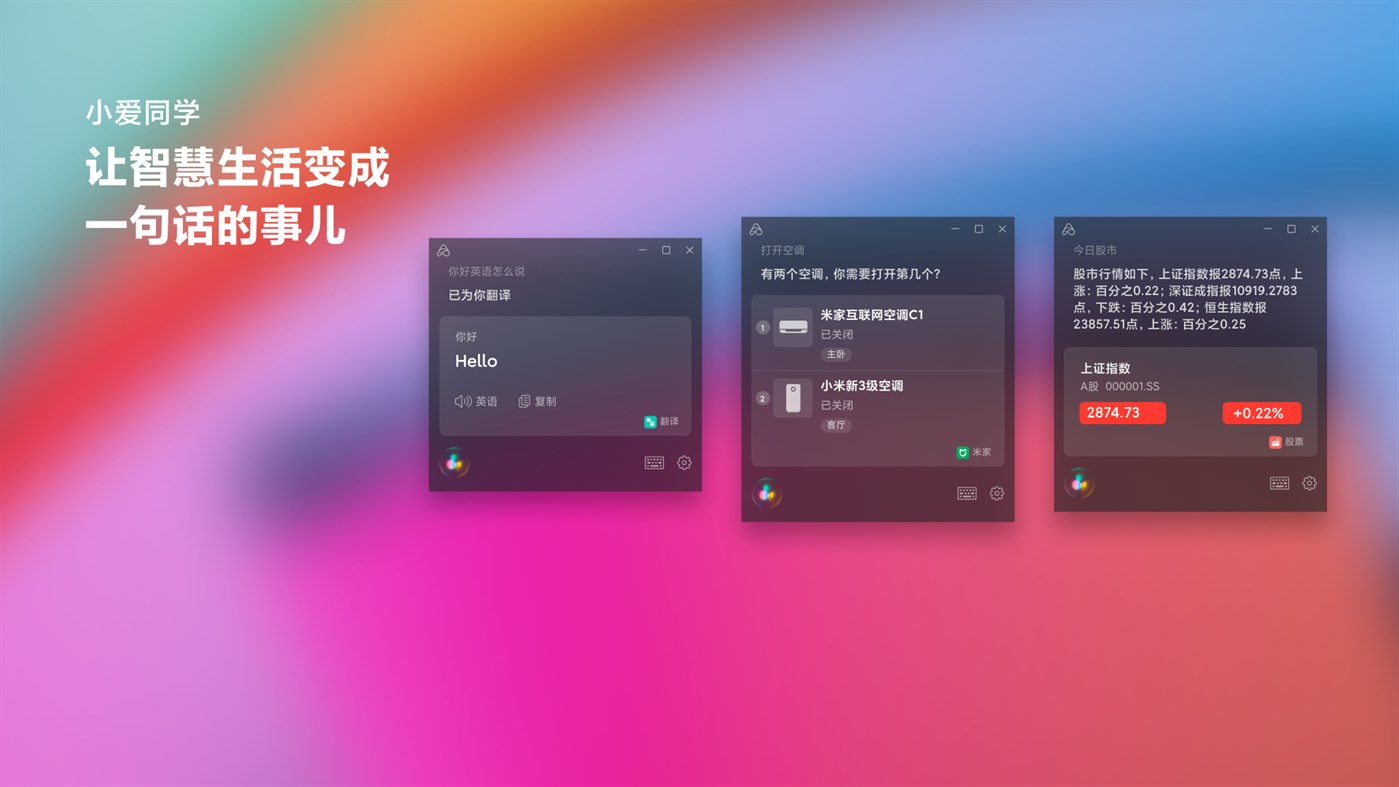 小爱同学
让智慧生活变成
一句话的事儿
你好英语怎么说
已为你翻译
你好
Hello
英语 复制
翻译
打开空调
有两个空调，你需要打开第几个？
1
米家互联网空调C1
已关闭
主卧
2
小米新3级空调
已关闭
客厅
米家
今日股市
股市行情如下，上证指数报2874.73点，上
涨：百分之0.22；深证成指报10919.2783
点，下跌：百分之0.42；恒生指数报
23857.51点，上涨：百分之0.25
上证指数
A股 000001.SS
2874.73 +0.22%
股票